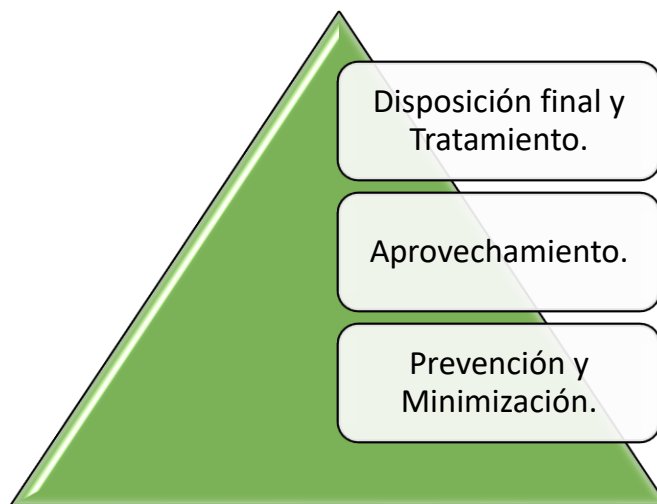 Disposición final y
Tratamiento.
Aprovechamiento.
Prevención y
Minimización.